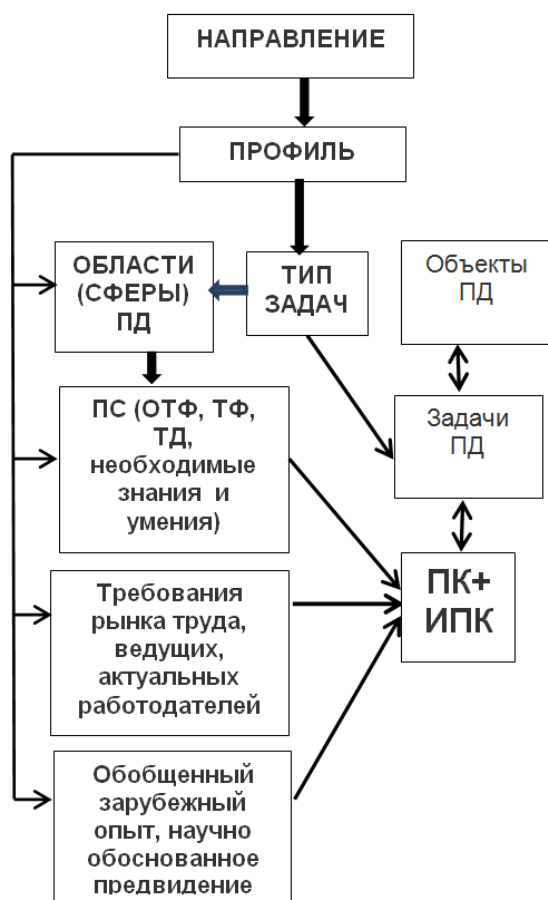 НАПРАВЛЕНИЕ
ПРОФИЛЬ
ОБЛАСТИ
(СФЕРЫ)
ПД
ТИП
ЗАДАЧ
Объекты
ПД
ПС (ОТФ, ТФ,
ТД,
необходимые
знания и
умения)
Задачи
ПД
Требования
рынка труда,
ведущих,
актуальных
работодателей
ПК+
ИПК
Обобщенный
зарубежный
опыт, научно
обоснованное
предвидение